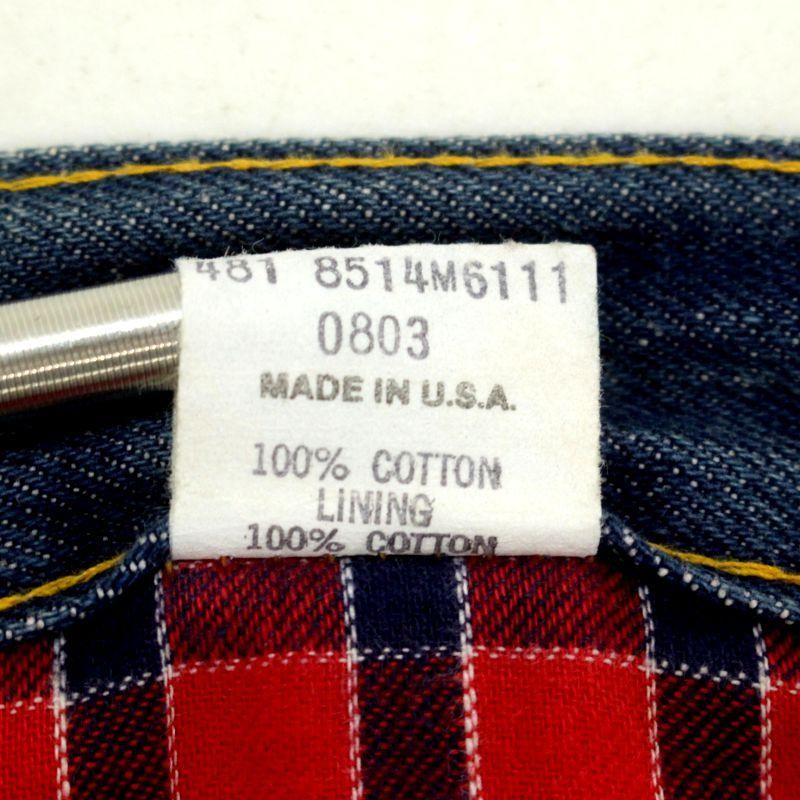 481 8514M6111
0803
MADE IN U.S.A.
100% COTTON
LINING
100% COTTON